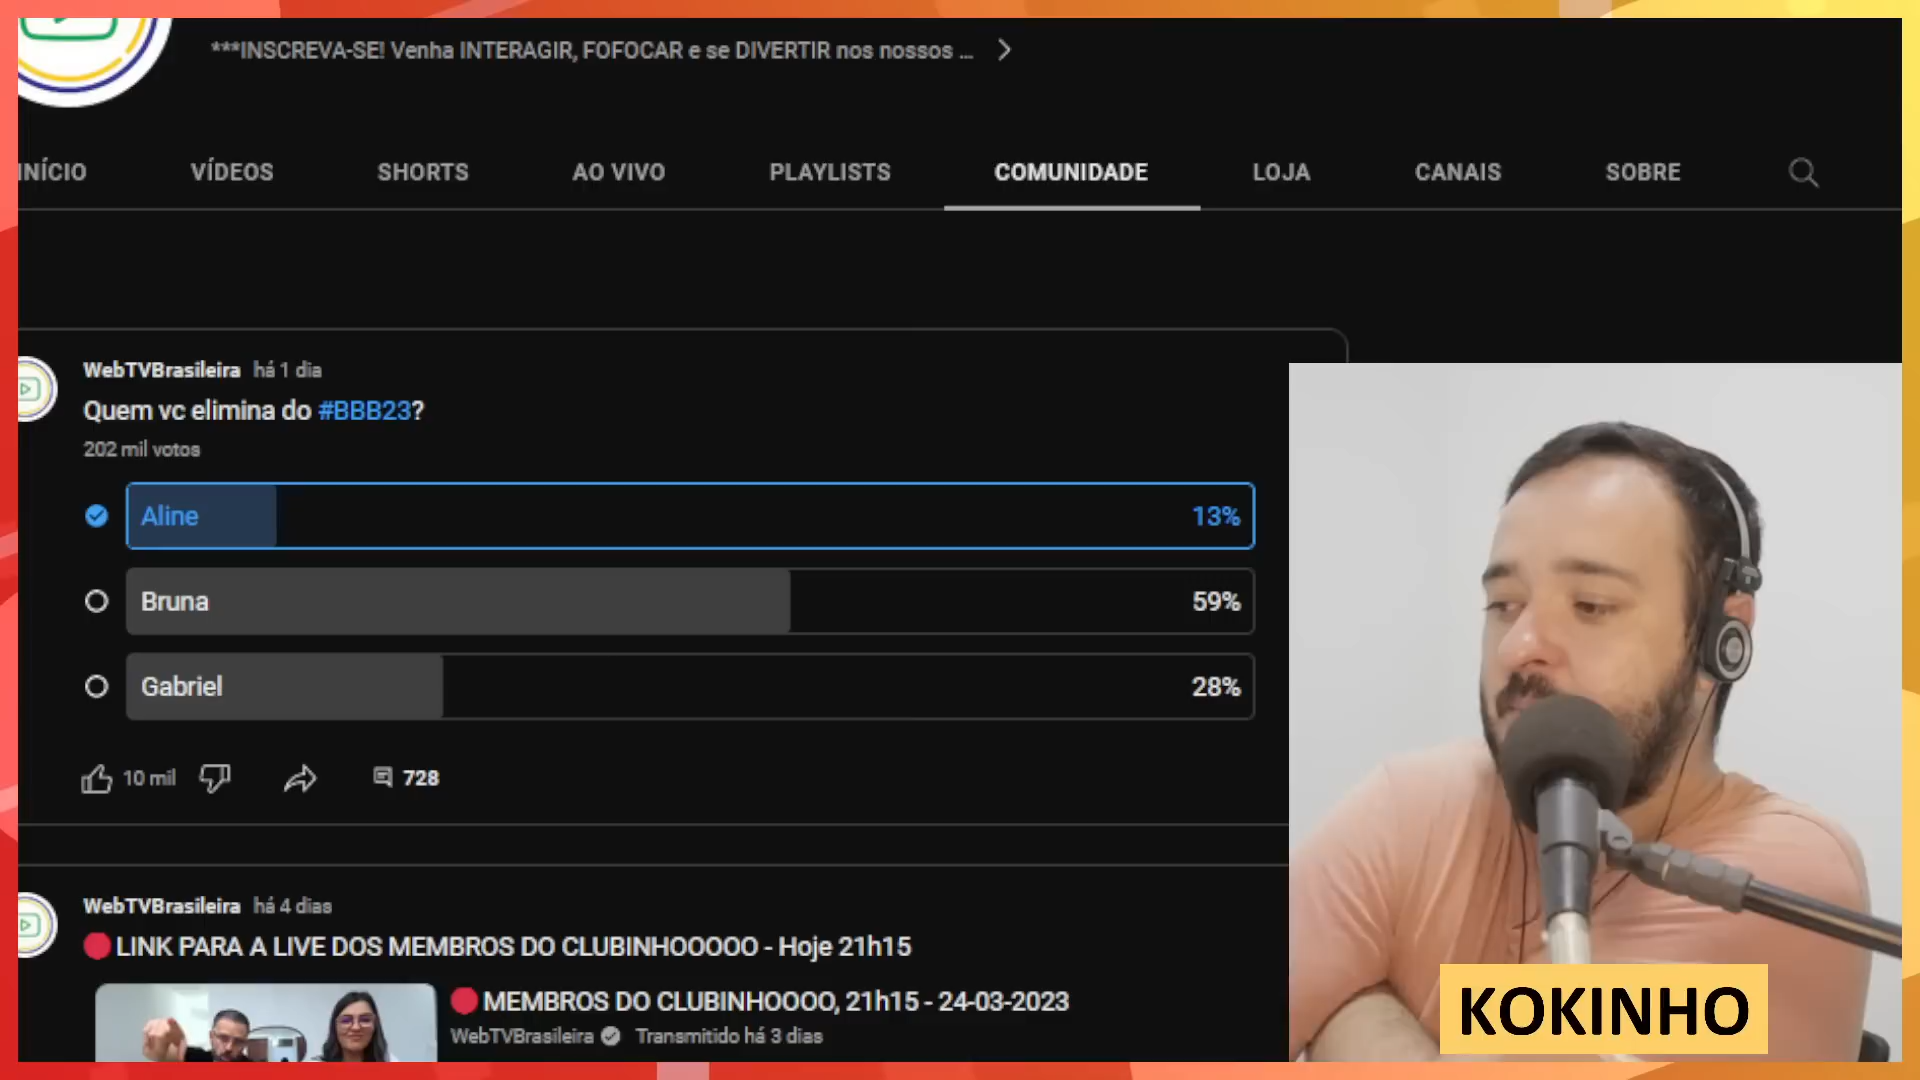 ***INSCREVA-SE! Venha INTERAGIR, FOFOCAR e se DIVERTIR nos nossos ...
INÍCIO VÍDEOS SHORTS AO VIVO PLAYLISTS COMUNIDADE LOJA CANAIS SOBRE
WebTVBrasileira há 1 dia
Quem vc elimina do #BBB23?
202 mil votos
Aline 13%
Bruna 59%
Gabriel 28%
10 mil 728
WebTVBrasileira há 4 dias
LINK PARA A LIVE DOS MEMBROS DO CLUBINHOOOOO - Hoje 21h15
MEMBROS DO CLUBINHOOOO, 21h15 - 24-03-2023
WebTVBrasileira Transmitido há 3 dias
KOKINHO